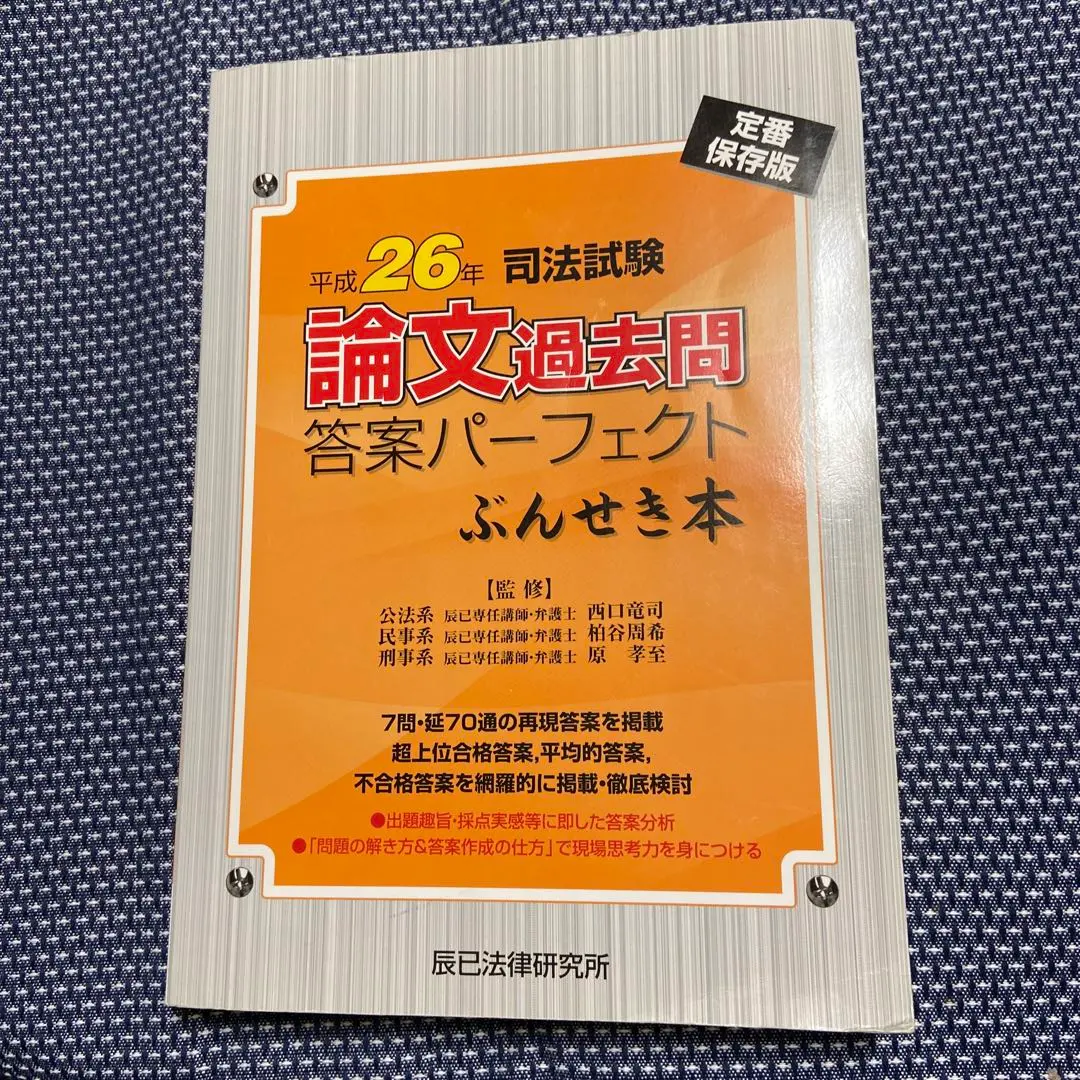 定番
保存版
平成26年 司法試験
論文過去問
答案パーフェクト
ぶんせき本
【監修】
公法系 辰已専任講師・弁護士 西口竜司
民事系 辰已専任講師・弁護士 柏谷周希
刑事系 辰已専任講師・弁護士 原 孝至
7問・延70通の再現答案を掲載
超上位合格答案,平均的答案,
不合格答案を網羅的に掲載・徹底検討
●出題趣旨・採点実感等に即した答案分析
●「問題の解き方&答案作成の仕方」で現場思考力を身につける
辰已法律研究所